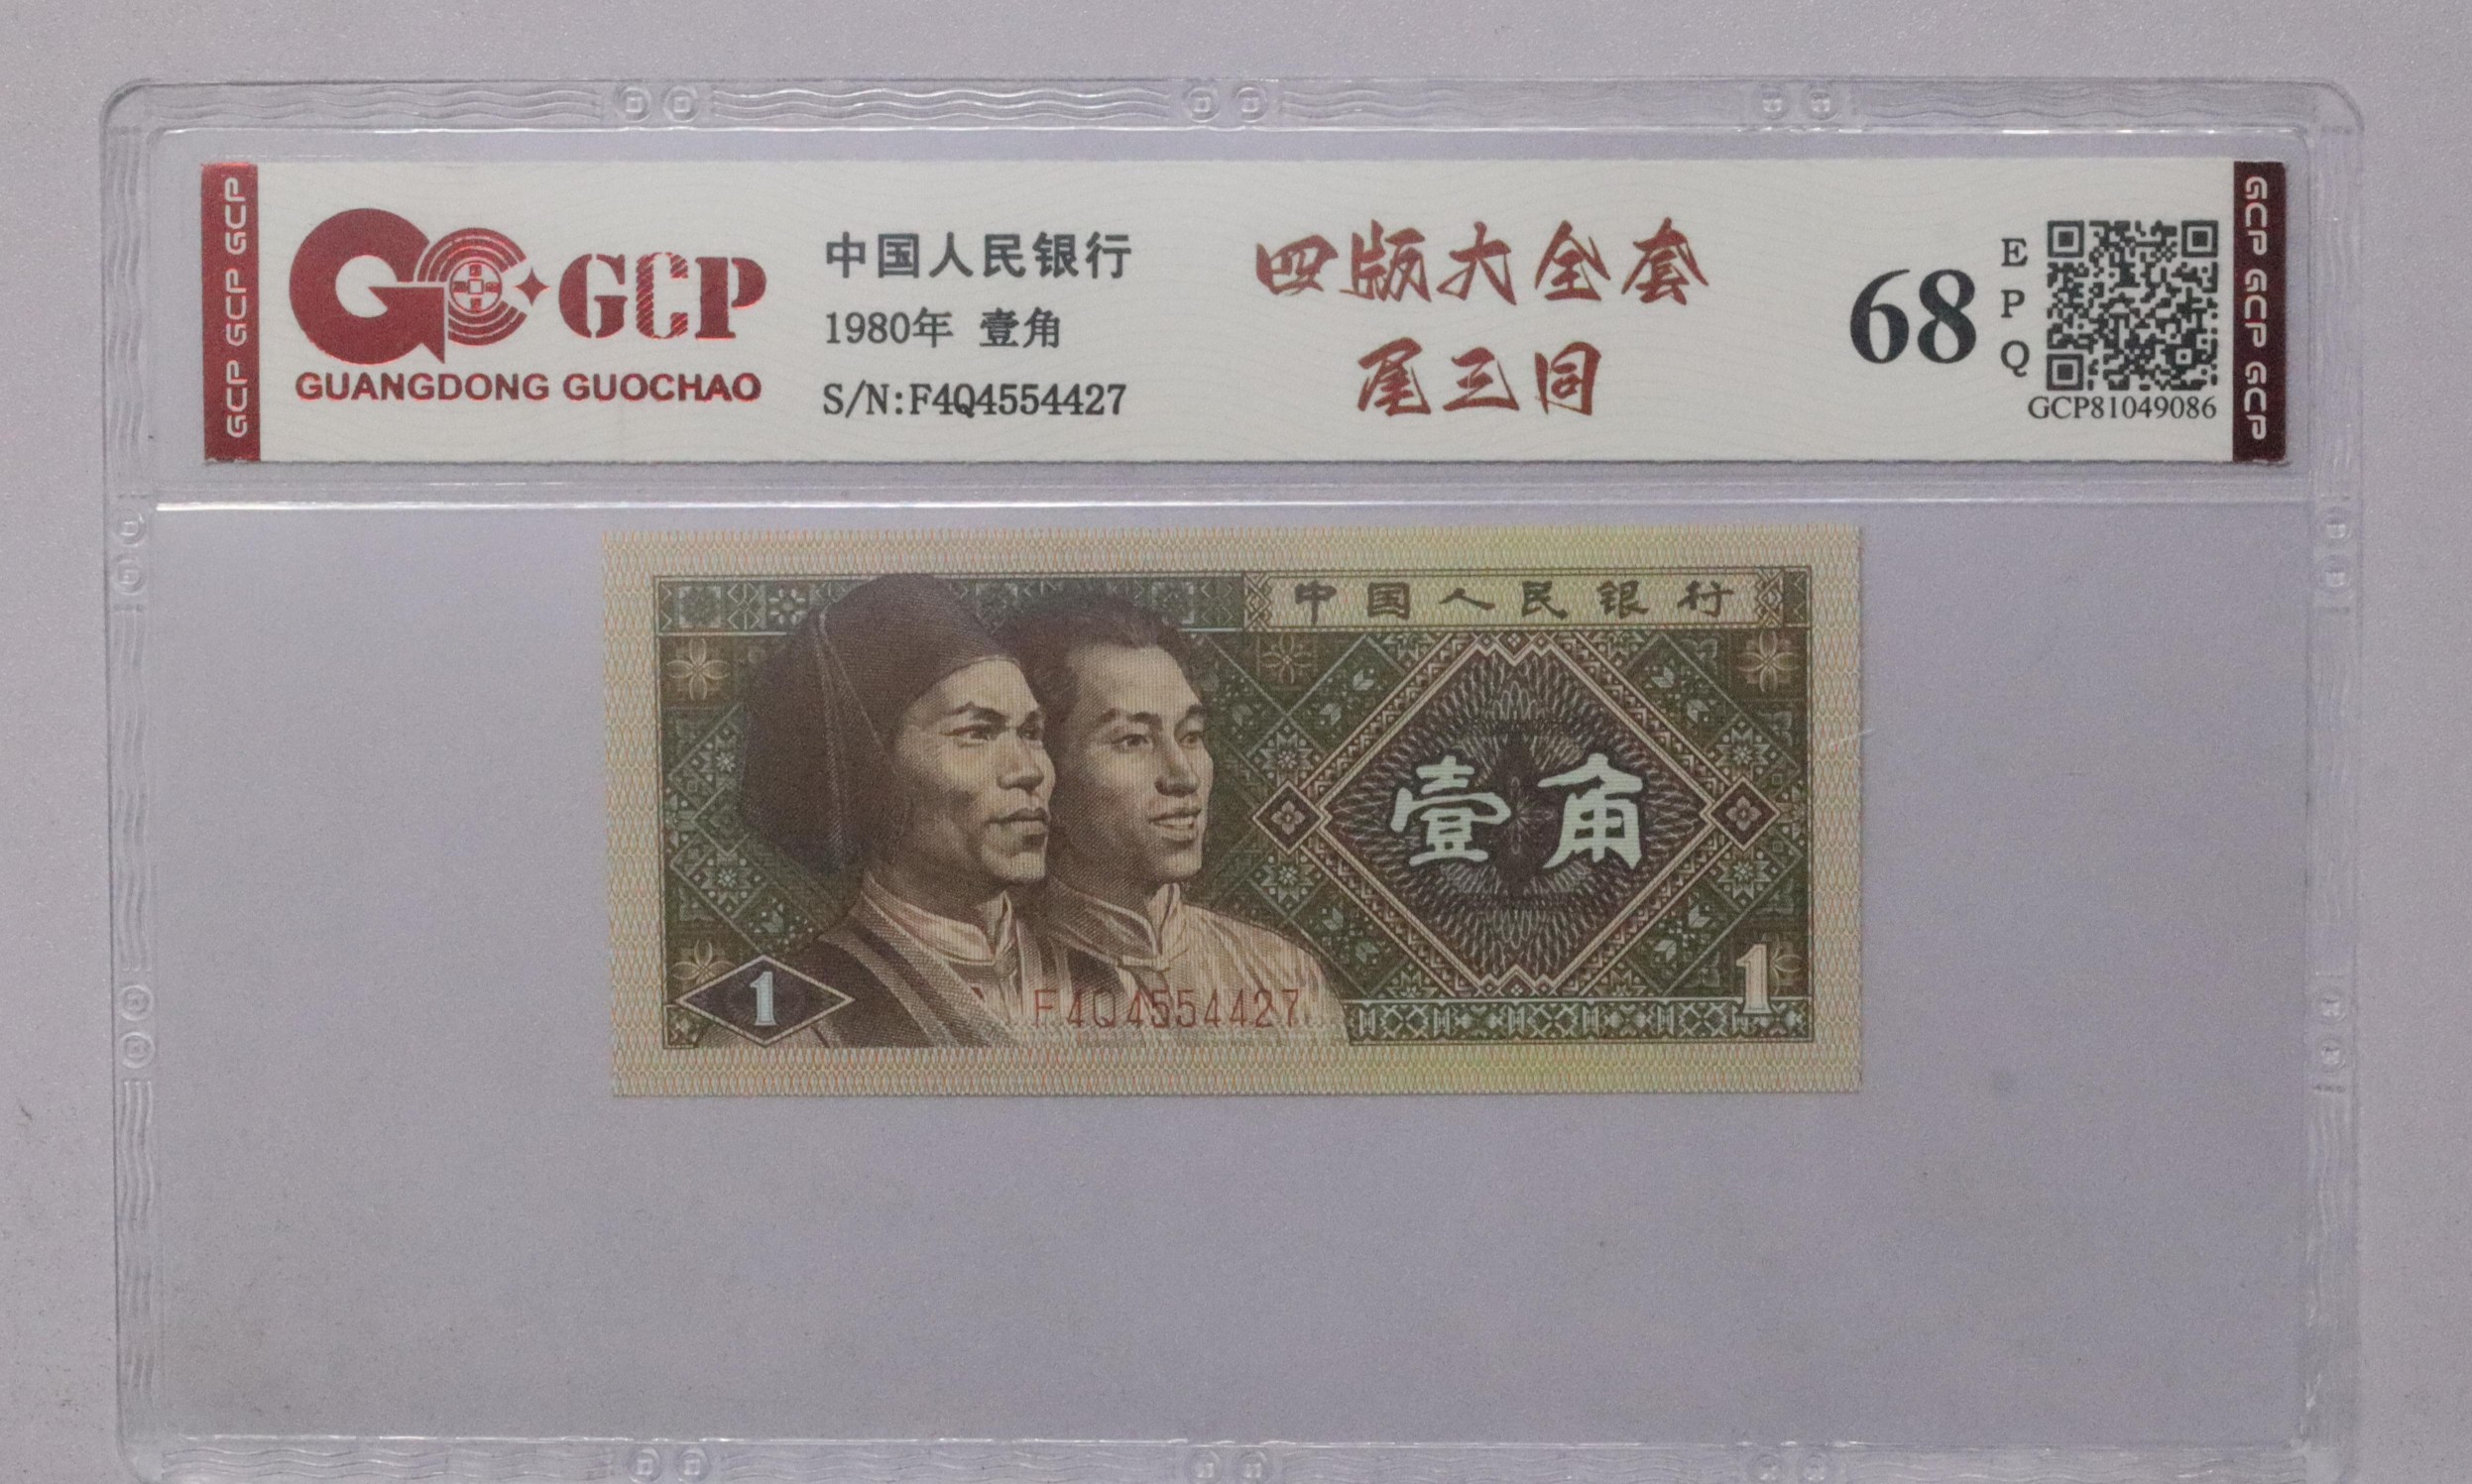 GCP GCP GCP
GCP
GUANGDONG GUOCHAO
中国人民银行
1980年 壹角
S/N:F4Q4554427
四版大全套
尾三同
68
EPQ
GCP81049086
GCP GCP GCP
中国人民银行
壹角
1
F4Q4554427
1